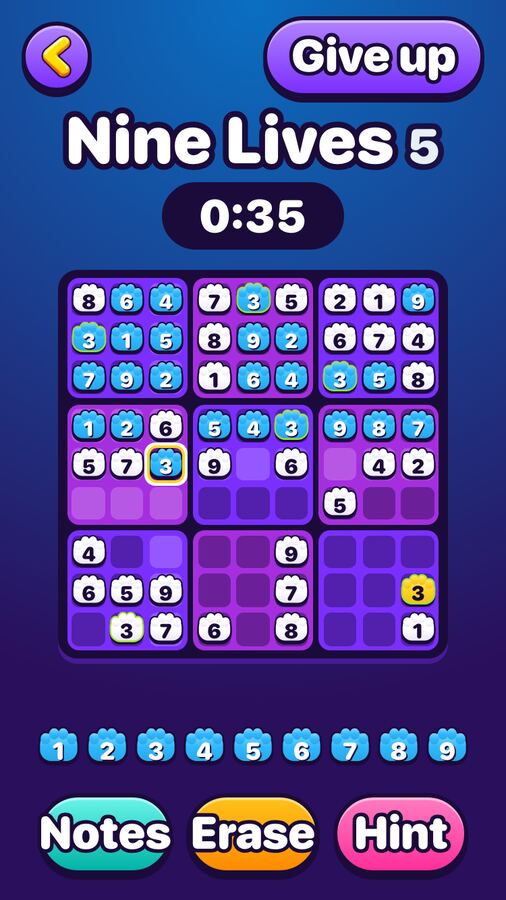 Give up
Nine Lives 5
0:35
8 6 4 7 3 5 2 1 9
3 1 5 8 9 2 6 7 4
7 9 2 1 6 4 3 5 8
1 2 6 5 4 3 9 8 7
5 7 3 9 6 4 2
5
4 9
6 5 9 7 3
3 7 6 8 1
1 2 3 4 5 6 7 8 9
Notes Erase Hint